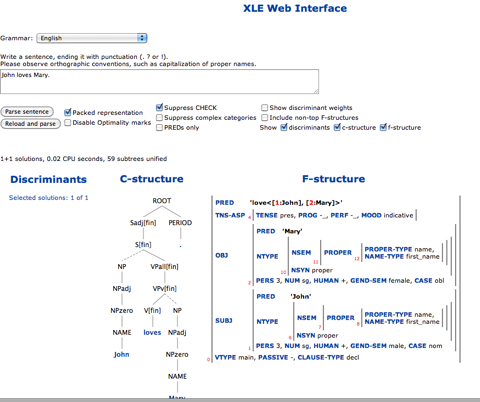 XLE Web Interface
Grammar: English
Write a sentence, ending it with punctuation (. ? or !).
Please observe orthographic conventions, such as capitalization of proper names.
John loves Mary.
Parse sentence
Reload and parse
Packed representation
Disable Optimality marks
Suppress CHECK
Suppress complex categories
PREDs only
Show discriminant weights
Include non-top F-structures
Show discriminants c-structure f-structure
1+1 solutions, 0.02 CPU seconds, 59 subtrees unified
Discriminants C-structure F-structure
Selected solutions: 1 of 1
ROOT
Sadj[fin] PERIOD
S[fin] .
NP VPall[fin]
NPadj VPv[fin]
NPzero V[fin] NP
NAME loves NPadj
John NPzero
NAME
Mary
PRED 'love<[1:John], [2:Mary]>'
TNS-ASP 4 TENSE pres, PROG -_, PERF -_, MOOD indicative
PRED 'Mary'
OBJ NTYPE NSEM 11 PROPER 12 PROPER-TYPE name,
NAME-TYPE first_name
10 NSYN proper
2 PERS 3, NUM sg, HUMAN +, GEND-SEM female, CASE obl
PRED 'John'
SUBJ NTYPE NSEM 7 PROPER 8 PROPER-TYPE name,
NAME-TYPE first_name
6 NSYN proper
1 PERS 3, NUM sg, HUMAN +, GEND-SEM male, CASE nom
0 VTYPE main, PASSIVE -, CLAUSE-TYPE decl